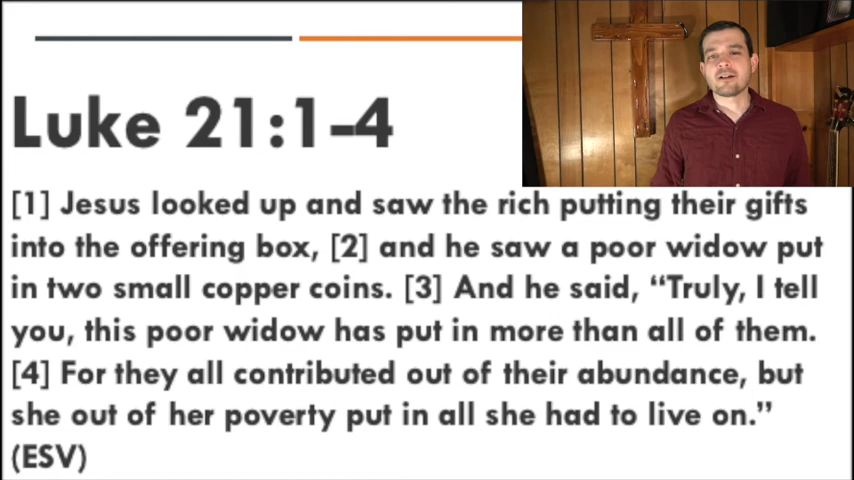 Luke 21:1-4
[1] Jesus looked up and saw the rich putting their gifts
into the offering box, [2] and he saw a poor widow put
in two small copper coins. [3] And he said, “Truly, I tell
you, this poor widow has put in more than all of them.
[4] For they all contributed out of their abundance, but
she out of her poverty put in all she had to live on.”
(ESV)